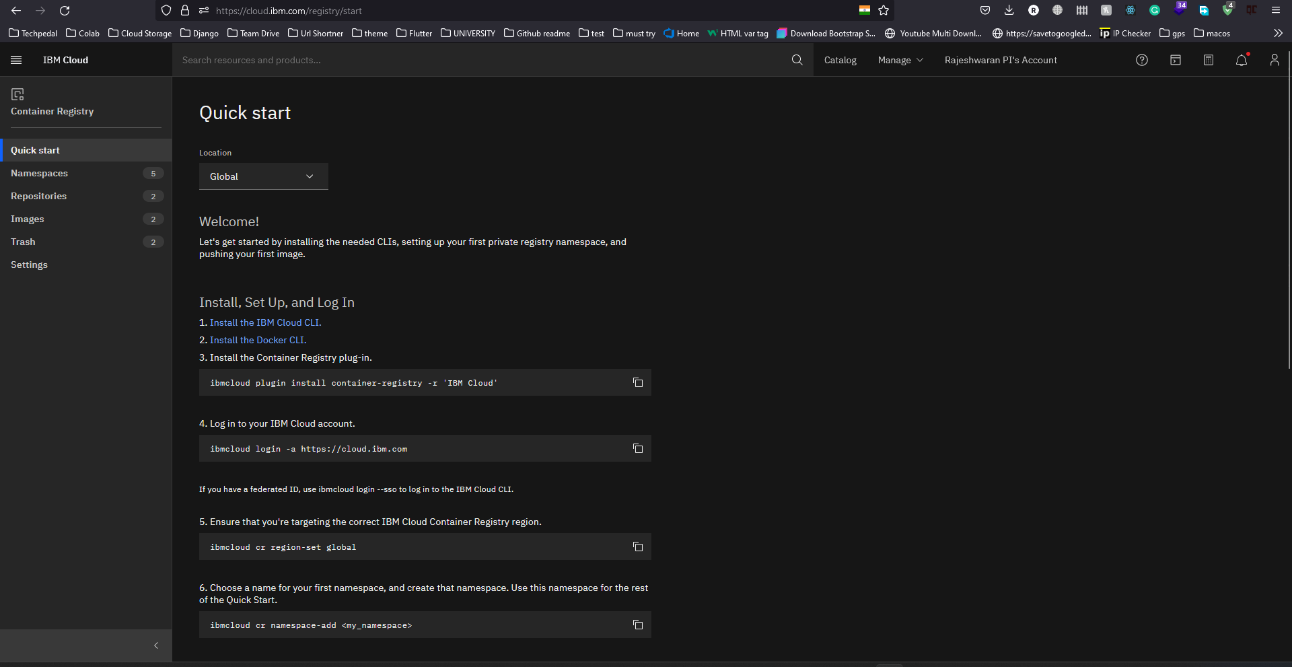 https://cloud.ibm.com/registry/start
34
4
Techpedal
Colab
Cloud Storage
Django
Team Drive
Url Shortner
theme
Flutter
UNIVERSITY
Github readme
test
must try
Home
HTML var tag
Download Bootstrap S...
Youtube Multi Downl...
https://savetogoogled...
IP Checker
gps
macos
IBM Cloud
Search resources and products...
Catalog
Manage
Rajeshwaran PI's Account
Container Registry
Quick start
Namespaces 5
Repositories 2
Images 2
Trash 2
Settings
Quick start
Location
Global
Welcome!
Let's get started by installing the needed CLIs, setting up your first private registry namespace, and
pushing your first image.
Install, Set Up, and Log In
1. Install the IBM Cloud CLI.
2. Install the Docker CLI.
3. Install the Container Registry plug-in.
ibmcloud plugin install container-registry -r 'IBM Cloud'
4. Log in to your IBM Cloud account.
ibmcloud login -a https://cloud.ibm.com
If you have a federated ID, use ibmcloud login --sso to log in to the IBM Cloud CLI.
5. Ensure that you're targeting the correct IBM Cloud Container Registry region.
ibmcloud cr region-set global
6. Choose a name for your first namespace, and create that namespace. Use this namespace for the rest
of the Quick Start.
ibmcloud cr namespace-add <my_namespace>